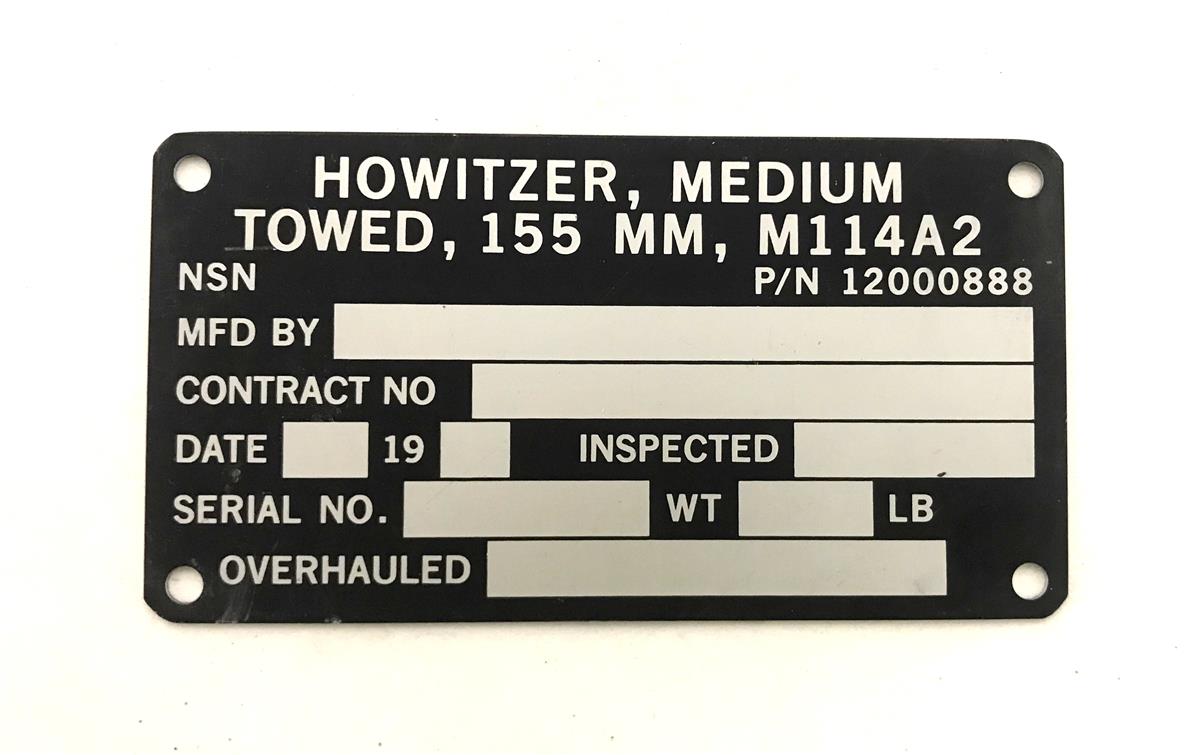 HOWITZER, MEDIUM
TOWED, 155 MM, M114A2
NSN P/N 12000888
MFD BY
CONTRACT NO
DATE 19 INSPECTED
SERIAL NO. WT LB
OVERHAULED